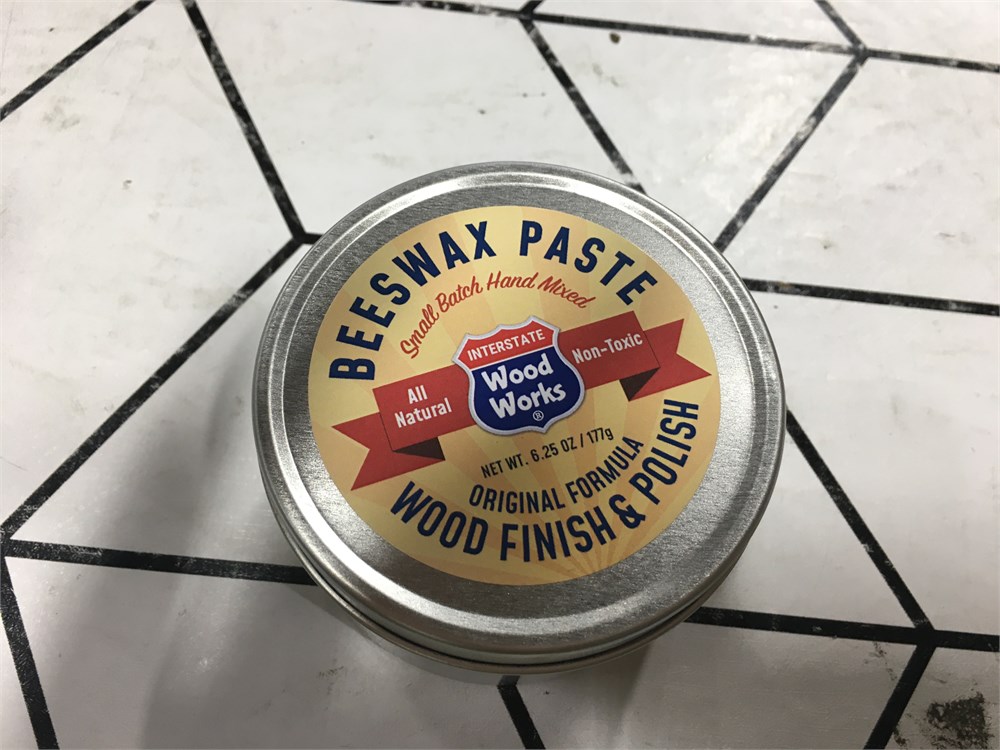 BEESWAX PASTE
Small Batch Hand Mixed
INTERSTATE
All
Natural
Wood
Works®
Non-Toxic
NET WT. 6.25 OZ / 177g
ORIGINAL FORMULA
WOOD FINISH & POLISH